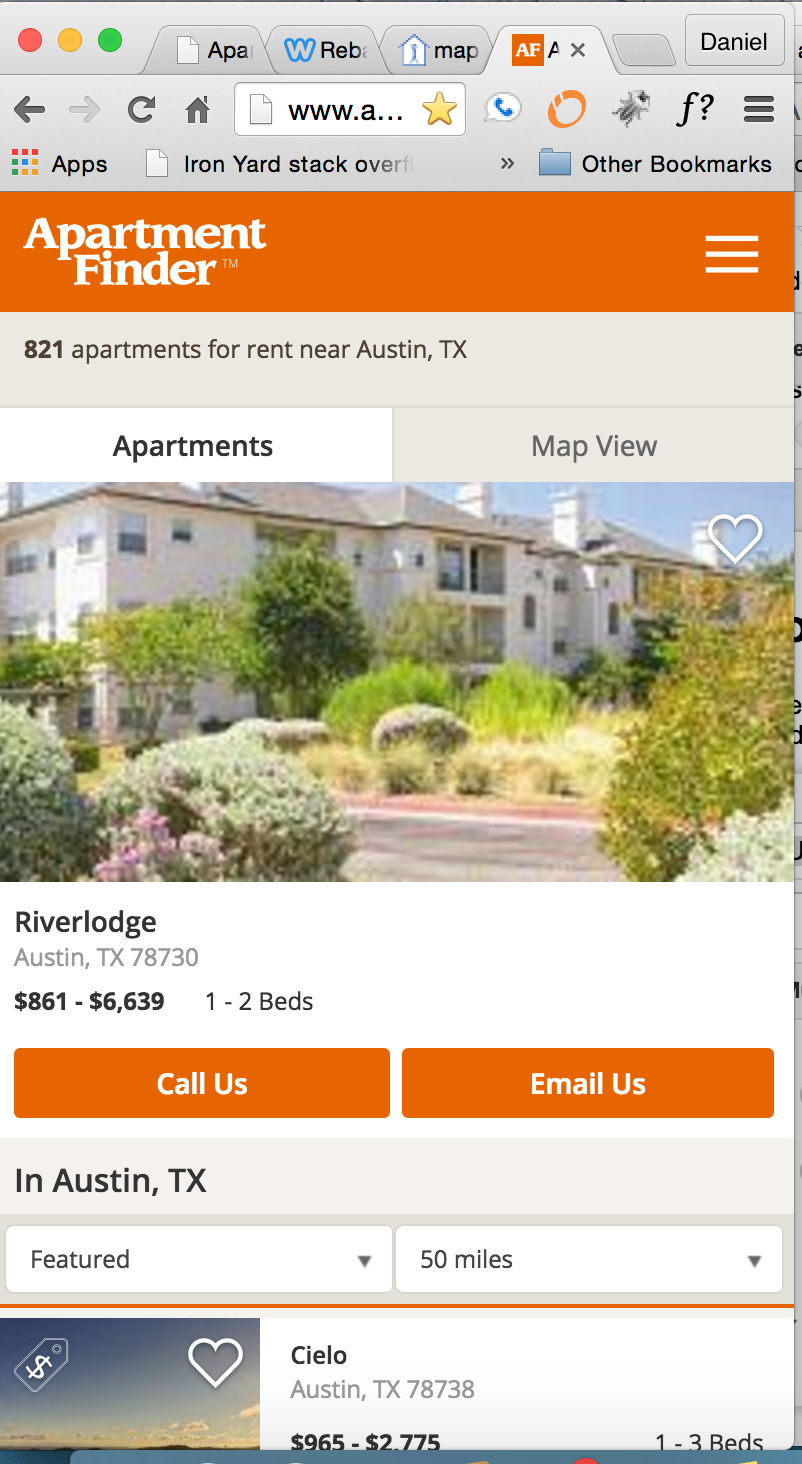 Apa
Reba
map
AF A
Daniel
www.a...
f?
Apps
Iron Yard stack overfl
»
Other Bookmarks
Apartment
Finder™
821 apartments for rent near Austin, TX
Apartments
Map View
Riverlodge
Austin, TX 78730
$861 - $6,639 1 - 2 Beds
Call Us
Email Us
In Austin, TX
Featured
50 miles
$
Cielo
Austin, TX 78738
$965 - $2,775 1 - 3 Beds